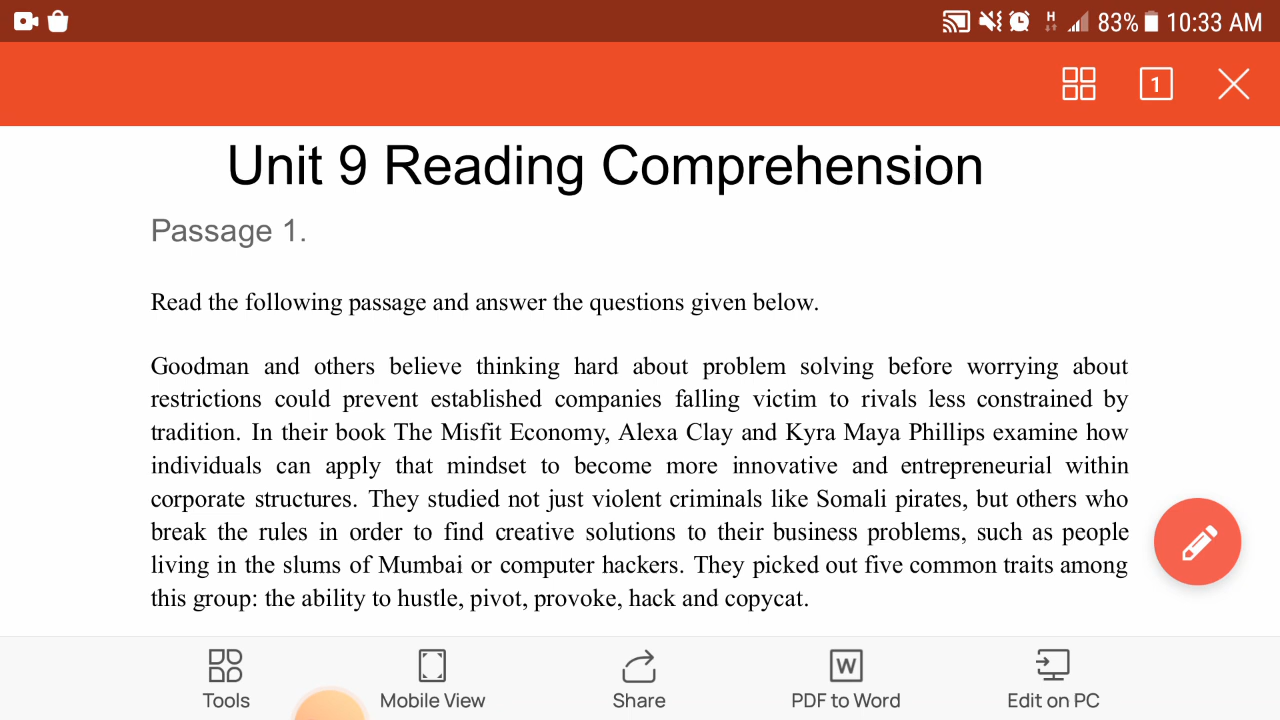 H 83% 10:33 AM
1
Unit 9 Reading Comprehension
Passage 1.
Read the following passage and answer the questions given below.
Goodman and others believe thinking hard about problem solving before worrying about
restrictions could prevent established companies falling victim to rivals less constrained by
tradition. In their book The Misfit Economy, Alexa Clay and Kyra Maya Phillips examine how
individuals can apply that mindset to become more innovative and entrepreneurial within
corporate structures. They studied not just violent criminals like Somali pirates, but others who
break the rules in order to find creative solutions to their business problems, such as people
living in the slums of Mumbai or computer hackers. They picked out five common traits among
this group: the ability to hustle, pivot, provoke, hack and copycat.
W
Tools Mobile View Share PDF to Word Edit on PC